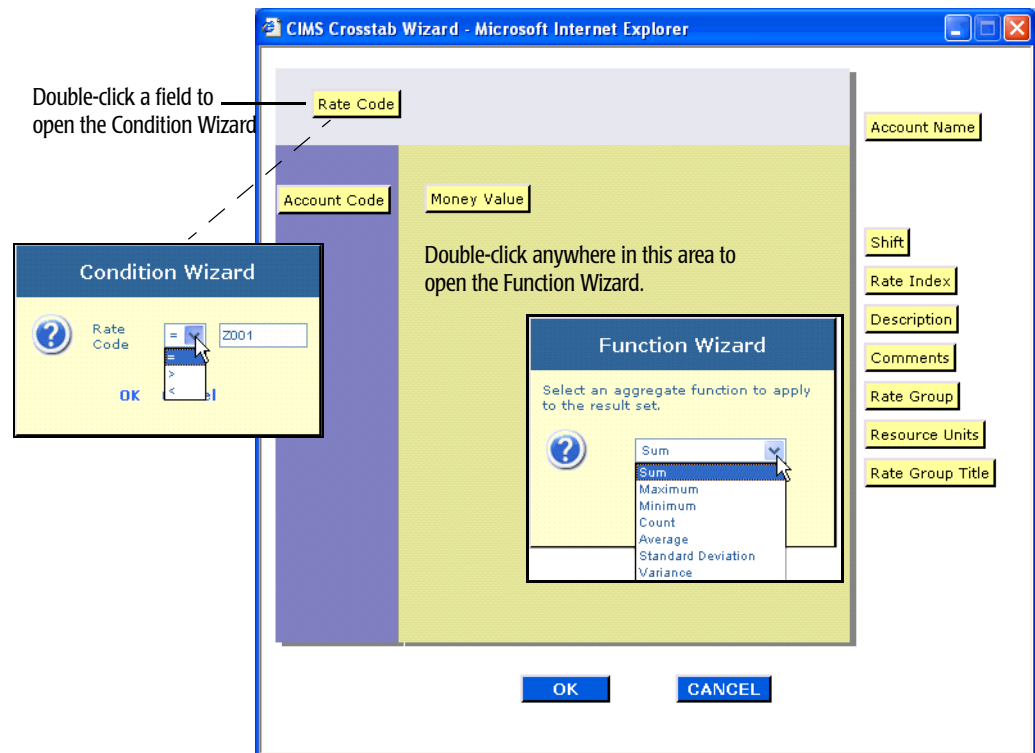 CIMS Crosstab Wizard - Microsoft Internet Explorer
Double-click a field to
open the Condition Wizard
Rate Code
Account Name
Account Code
Money Value
Double-click anywhere in this area to
open the Function Wizard.
Condition Wizard
Rate
Code
=
Z001
=
>
<
OK
Function Wizard
Select an aggregate function to apply
to the result set.
Sum
Sum
Maximum
Minimum
Count
Average
Standard Deviation
Variance
Shift
Rate Index
Description
Comments
Rate Group
Resource Units
Rate Group Title
OK
CANCEL